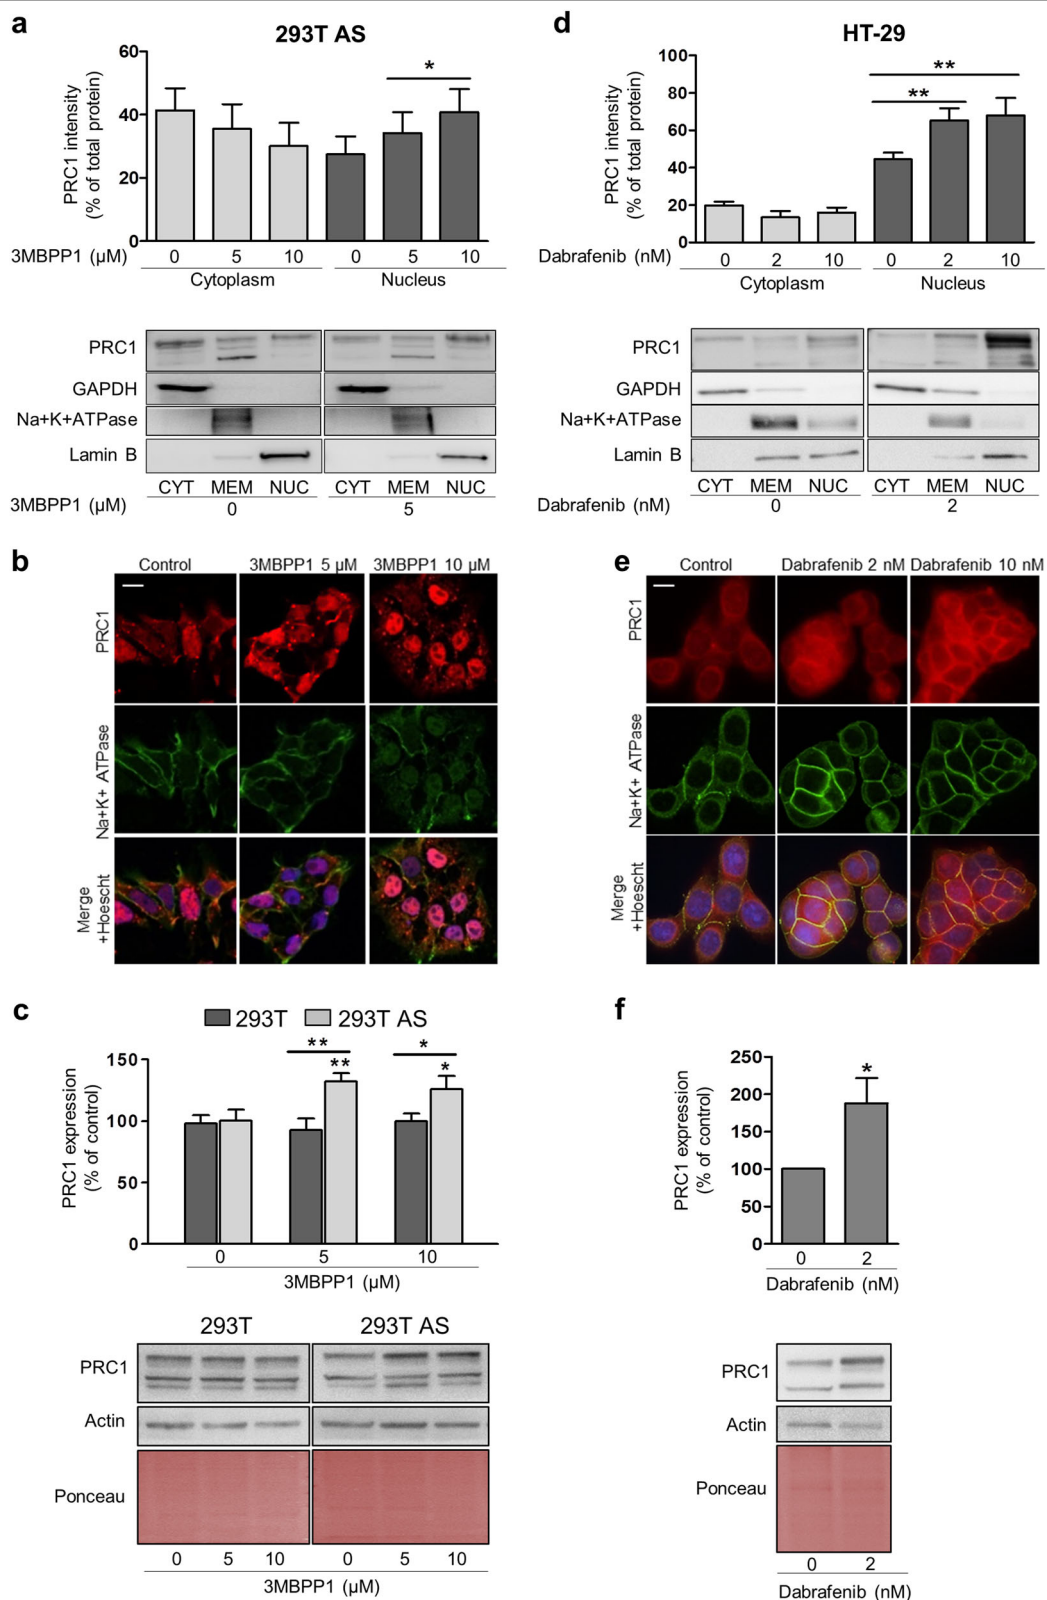 a
293T AS
PRC1 intensity
(% of total protein)
60
40
20
0
3MBPP1 (µM)
0 5 10 0 5 10
Cytoplasm Nucleus
*
PRC1
GAPDH
Na+K+ATPase
Lamin B
CYT MEM NUC CYT MEM NUC
3MBPP1 (µM) 0 5
b
Control 3MBPP1 5 µM 3MBPP1 10 µM
PRC1
Na+K+ ATPase
Merge
+Hoescht
c
293T 293T AS
PRC1 expression
(% of control)
150
100
50
0
** *
** *
0 5 10
3MBPP1 (µM)
293T 293T AS
PRC1
Actin
Ponceau
0 5 10 0 5 10
3MBPP1 (µM)
d
HT-29
PRC1 intensity
(% of total protein)
100
80
60
40
20
0
**
**
Dabrafenib (nM) 0 2 10 0 2 10
Cytoplasm Nucleus
PRC1
GAPDH
Na+K+ATPase
Lamin B
CYT MEM NUC CYT MEM NUC
Dabrafenib (nM) 0 2
e
Control Dabrafenib 2 nM Dabrafenib 10 nM
PRC1
Na+K+ ATPase
Merge
+Hoescht
f
PRC1 expression
(% of control)
250
200
150
100
50
0
*
0 2
Dabrafenib (nM)
PRC1
Actin
Ponceau
0 2
Dabrafenib (nM)